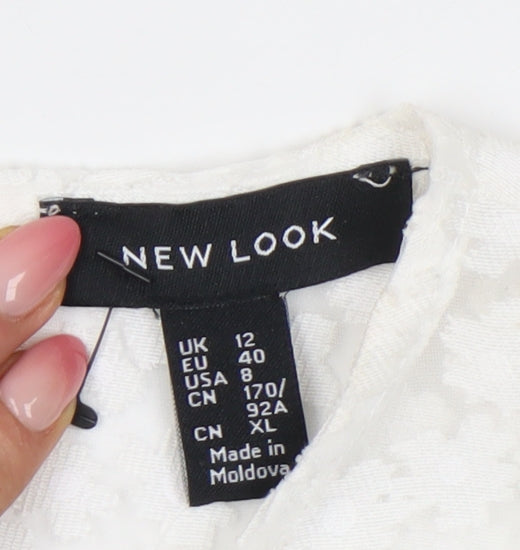 NEW LOOK
UK 12
EU 40
USA 8
CN 170/
92A
CN XL
Made in
Moldova